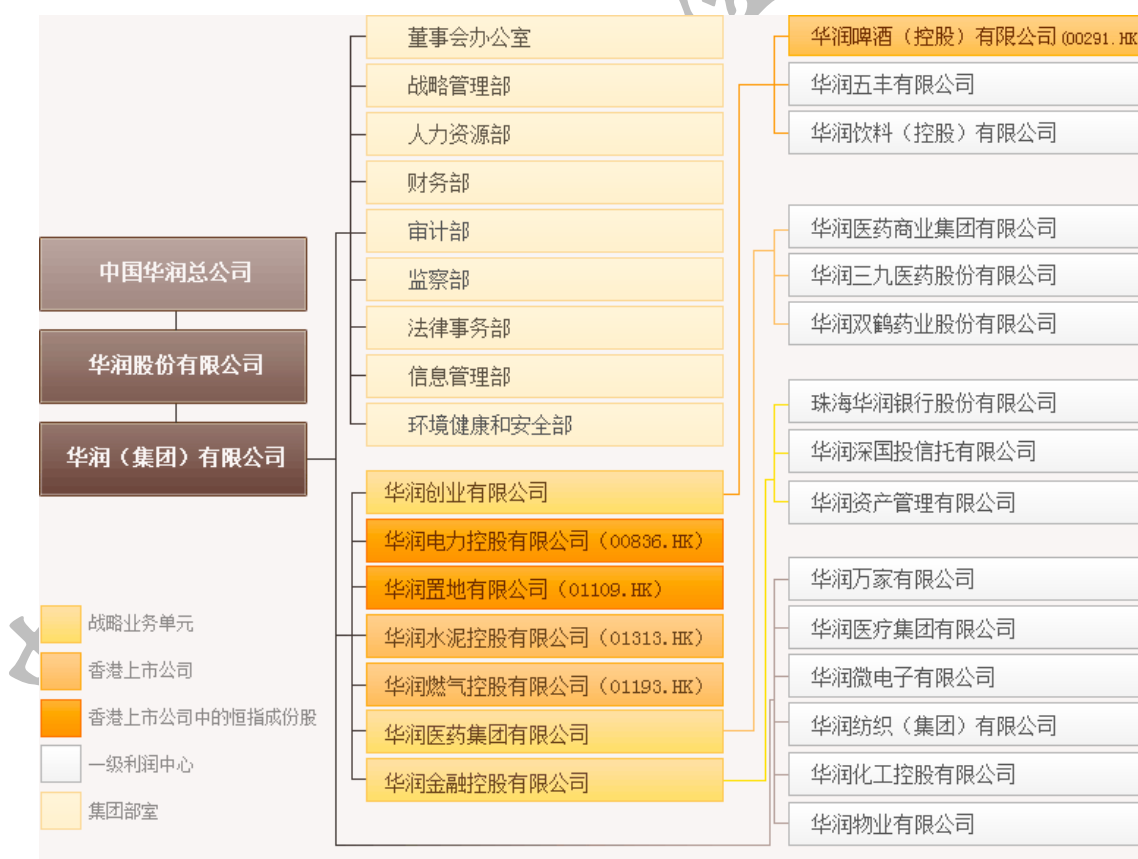 中国华润总公司
华润股份有限公司
华润（集团）有限公司
董事会办公室
战略管理部
人力资源部
财务部
审计部
监察部
法律事务部
信息管理部
环境健康和安全部
华润创业有限公司
华润电力控股有限公司（00836.HK）
华润置地有限公司（01109.HK）
华润水泥控股有限公司（01313.HK）
华润燃气控股有限公司（01193.HK）
华润医药集团有限公司
华润金融控股有限公司
华润啤酒（控股）有限公司(00291.HK
华润五丰有限公司
华润饮料（控股）有限公司
华润医药商业集团有限公司
华润三九医药股份有限公司
华润双鹤药业股份有限公司
珠海华润银行股份有限公司
华润深国投信托有限公司
华润资产管理有限公司
华润万家有限公司
华润医疗集团有限公司
华润微电子有限公司
华润纺织（集团）有限公司
华润化工控股有限公司
华润物业有限公司
战略业务单元
香港上市公司
香港上市公司中的恒指成份股
一级利润中心
集团部室